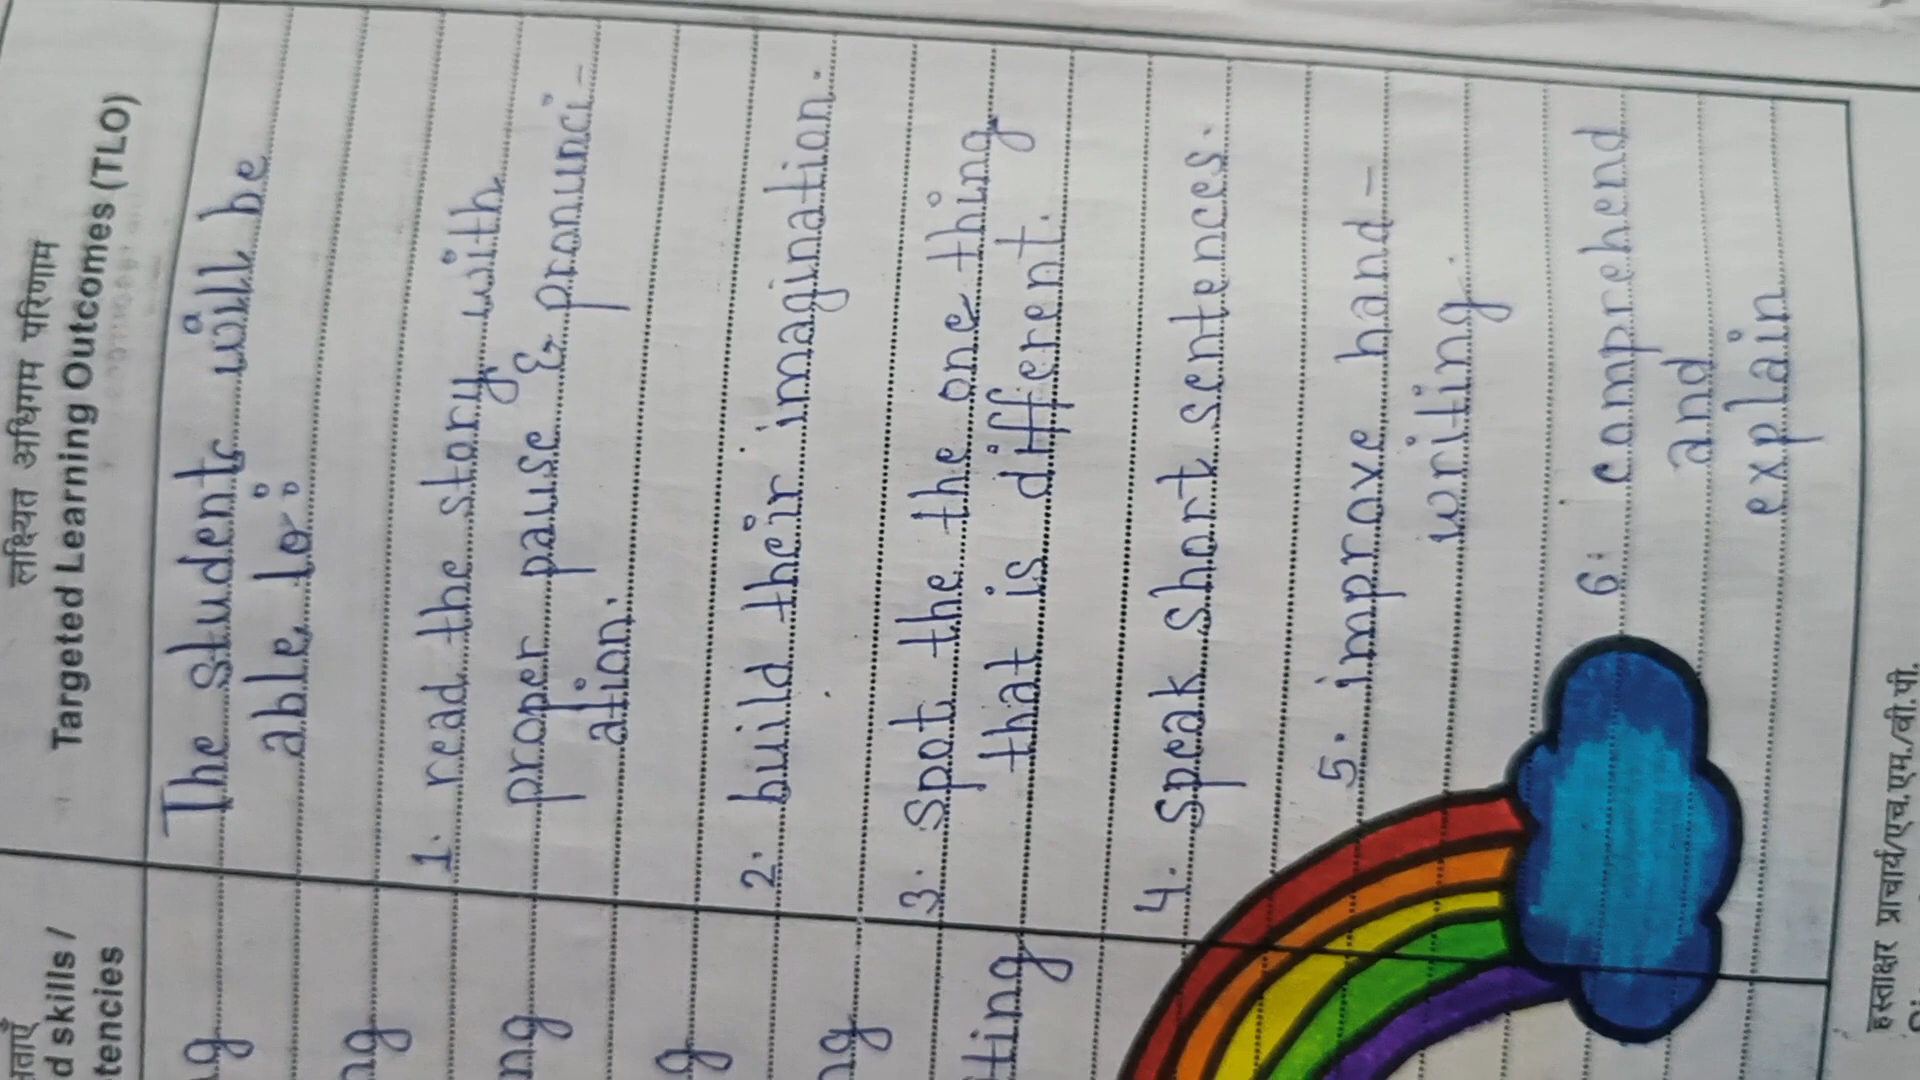 लक्ष्यित अधिगम परिणाम
Targeted Learning Outcomes (TLO)
d skills /
tencies
The students will be
able to:
1. read the story with
proper pause & pronunci-
ation.
2. build their imagination.
3. spot the the one thing
that is different.
4. speak short sentences.
5. improve hand-
writing.
6. comprehend
and
explain
ting
हस्ताक्षर प्राचार्य/एच.एम./वी.पी.